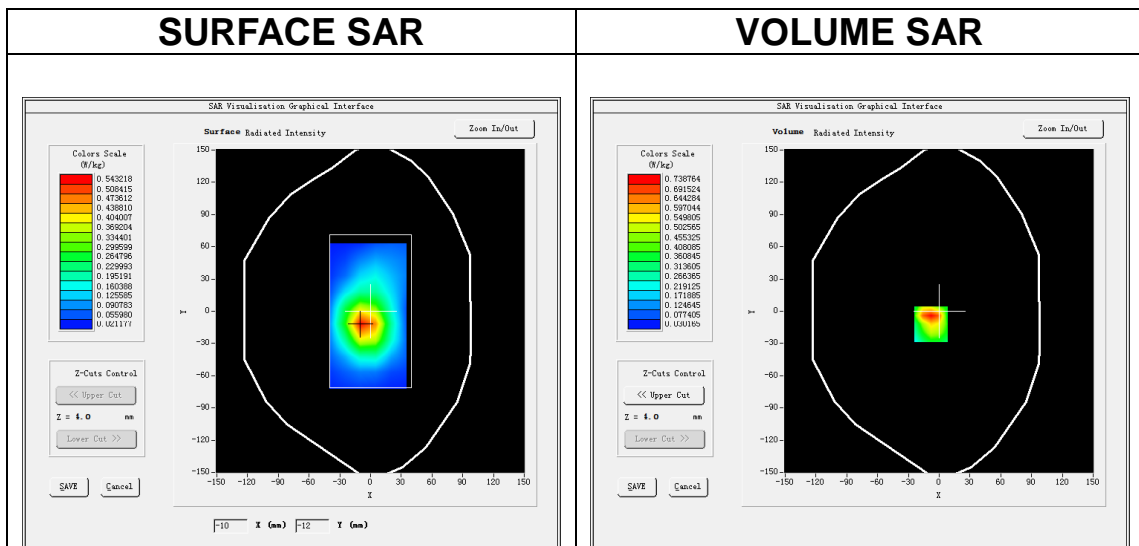 SURFACE SAR
VOLUME SAR
SAR Visualisation Graphical Interface
Surface Radiated Intensity
Zoom In/Out
Colors Scale
(W/kg)
0.543218
0.508415
0.473612
0.438810
0.404007
0.369204
0.334401
0.299599
0.264796
0.229993
0.195191
0.160388
0.125585
0.090783
0.055980
0.021177
150
120
90
60
30
0
-30
-60
-90
-120
-150
Y
-150 -120 -90 -60 -30 0 30 60 90 120 150
X
Z-Cuts Control
<< Upper Cut
Z = 4.0 mm
Lower Cut >>
SAVE Cancel
-10 X (mm) -12 Y (mm)
SAR Visualisation Graphical Interface
Volume Radiated Intensity
Zoom In/Out
Colors Scale
(W/kg)
0.738764
0.691524
0.644284
0.597044
0.549805
0.502565
0.455325
0.408085
0.360845
0.313605
0.266365
0.219125
0.171885
0.124645
0.077405
0.030165
150
120
90
60
30
0
-30
-60
-90
-120
-150
Y
-150 -120 -90 -60 -30 0 30 60 90 120 150
X
Z-Cuts Control
<< Upper Cut
Z = 4.0 mm
Lower Cut >>
SAVE Cancel